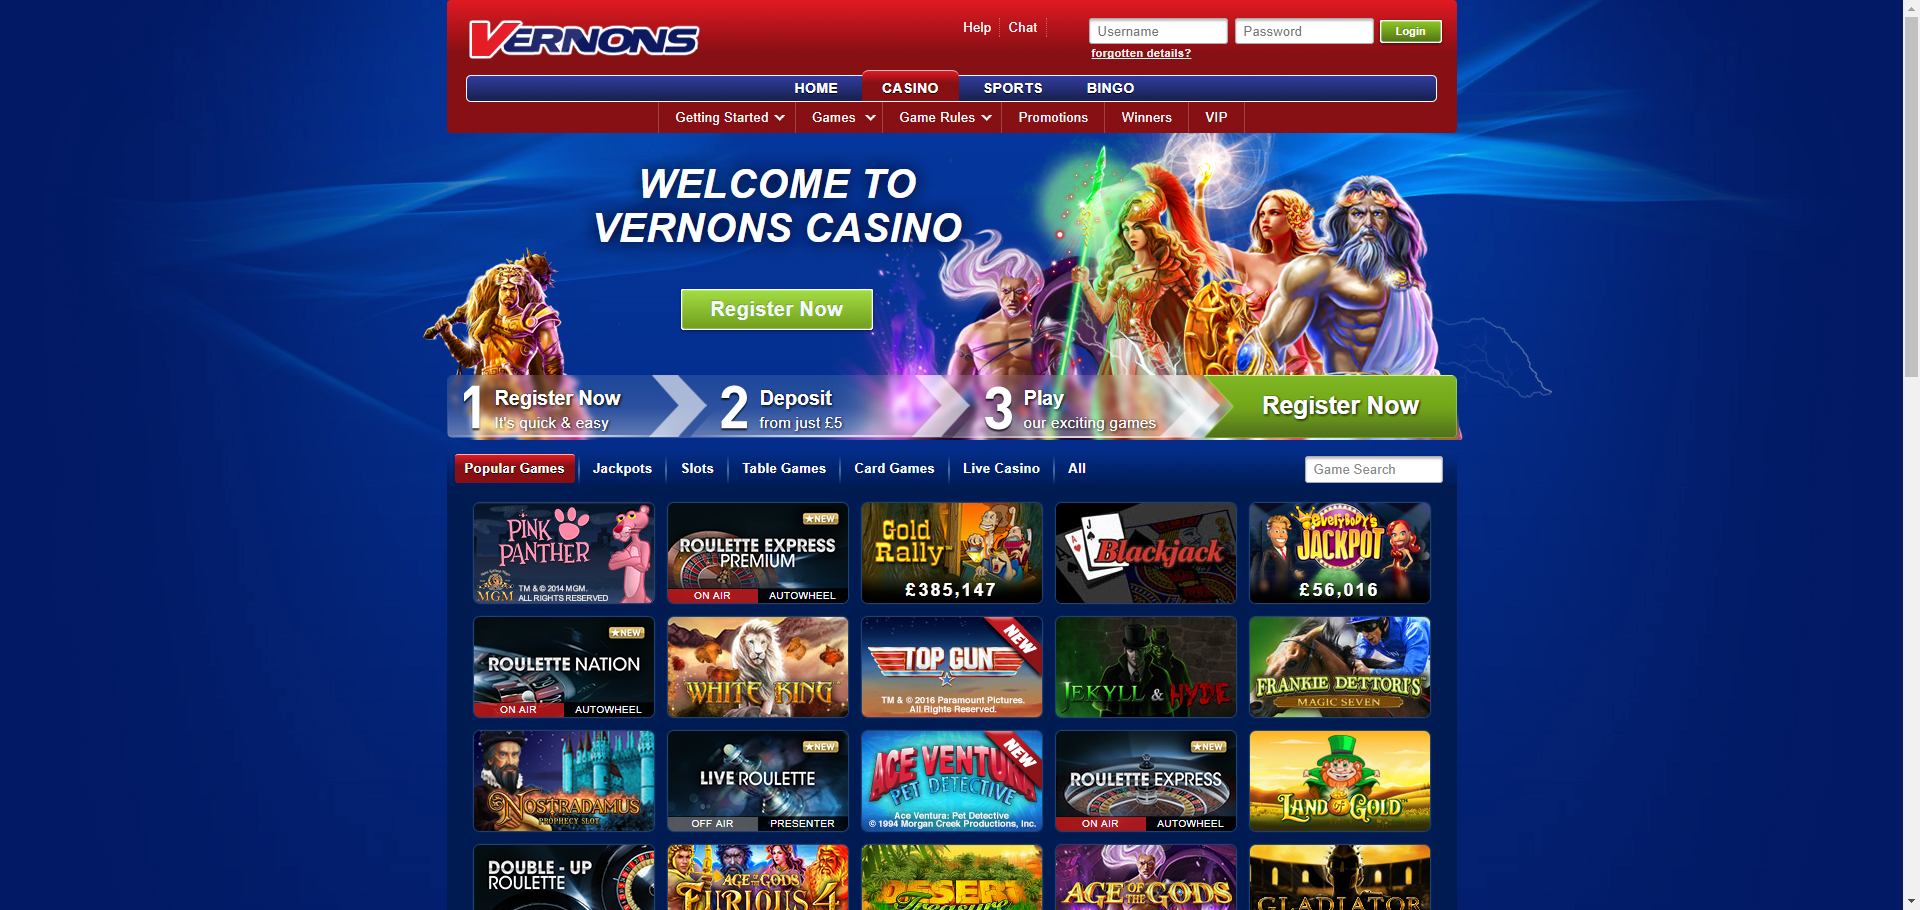 VERNONS
Help
Chat
Username
Password
Login
forgotten details?
HOME
CASINO
SPORTS
BINGO
Getting Started
Games
Game Rules
Promotions
Winners
VIP
WELCOME TO
VERNONS CASINO
Register Now
1
Register Now
It's quick & easy
2
Deposit
from just £5
3
Play
our exciting games
Register Now
Popular Games
Jackpots
Slots
Table Games
Card Games
Live Casino
All
Game Search
PINK
PANTHER
MGM
TM & © 2014 MGM.
ALL RIGHTS RESERVED
NEW
ROULETTE EXPRESS
PREMIUM
ON AIR
AUTOWHEEL
Gold
Rally™
£385,147
J
A
Blackjack
EVERYBODY'S
JACKPOT
£56,016
NEW
ROULETTE NATION
ON AIR
AUTOWHEEL
WHITE KING™
NEW
TOP GUN
TM & © 2016 Paramount Pictures.
All Rights Reserved.
JEKYLL & HYDE
FRANKIE DETTORI'S™
MAGIC SEVEN
NOSTRADAMUS
PROPHECY SLOT
NEW
LIVE ROULETTE
OFF AIR
PRESENTER
NEW
ACE VENTURA
PET DETECTIVE
Ace Ventura: Pet Detective
© 1994 Morgan Creek Productions, Inc.
NEW
ROULETTE EXPRESS
ON AIR
AUTOWHEEL
LAND OF GOLD™
DOUBLE - UP
ROULETTE
AGE OF THE GODS
FURIOUS 4
DESERT
Treasure
AGE OF THE GODS
GLADIATOR